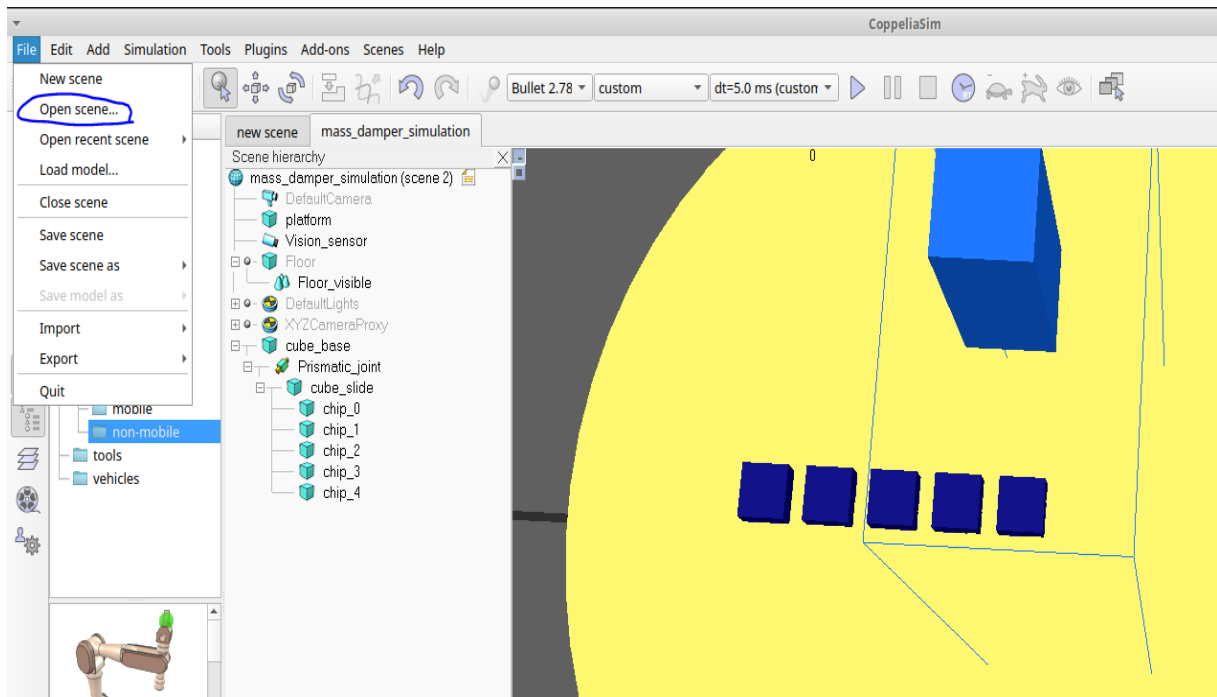 CoppeliaSim
File Edit Add Simulation Tools Plugins Add-ons Scenes Help
New scene
Open scene...
Open recent scene
Load model...
Close scene
Save scene
Save scene as
Save model as
Import
Export
Quit
Bullet 2.78 custom dt=5.0 ms (custon
new scene mass_damper_simulation
Scene hierarchy
mass_damper_simulation (scene 2)
DefaultCamera
platform
Vision_sensor
Floor
Floor_visible
DefaultLights
XYZCameraProxy
cube_base
Prismatic_joint
cube_slide
chip_0
chip_1
chip_2
chip_3
chip_4
mobile
non-mobile
tools
vehicles
0